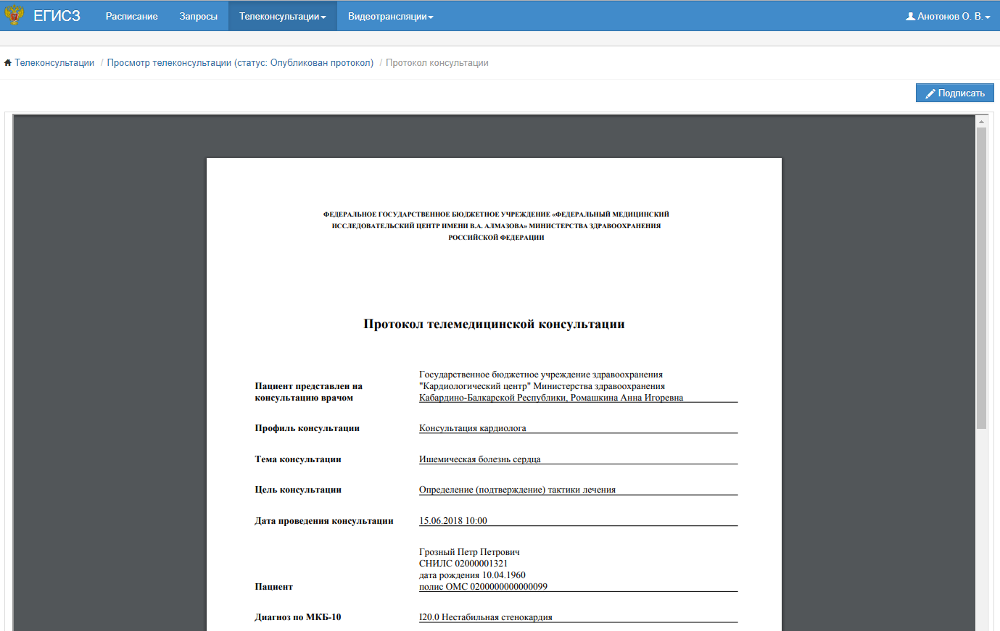 ЕГИСЗ Расписание Запросы Телеконсультации Видеотрансляции Анотонов О. В.
Телеконсультации / Просмотр телеконсультации (статус: Опубликован протокол) / Протокол консультации
Подписать
ФЕДЕРАЛЬНОЕ ГОСУДАРСТВЕННОЕ БЮДЖЕТНОЕ УЧРЕЖДЕНИЕ «ФЕДЕРАЛЬНЫЙ МЕДИЦИНСКИЙ
ИССЛЕДОВАТЕЛЬСКИЙ ЦЕНТР ИМЕНИ В.А. АЛМАЗОВА» МИНИСТЕРСТВА ЗДРАВООХРАНЕНИЯ
РОССИЙСКОЙ ФЕДЕРАЦИИ
Протокол телемедицинской консультации
Государственное бюджетное учреждение здравоохранения
Пациент представлен на "Кардиологический центр" Министерства здравоохранения
консультацию врачом Кабардино-Балкарской Республики, Ромашкина Анна Игоревна
Профиль консультации Консультация кардиолога
Тема консультации Ишемическая болезнь сердца
Цель консультации Определение (подтверждение) тактики лечения
Дата проведения консультации 15.06.2018 10:00
Грозный Петр Петрович
СНИЛС 02000001321
дата рождения 10.04.1960
Пациент полис ОМС 0200000000000099
Диагноз по МКБ-10 I20.0 Нестабильная стенокардия